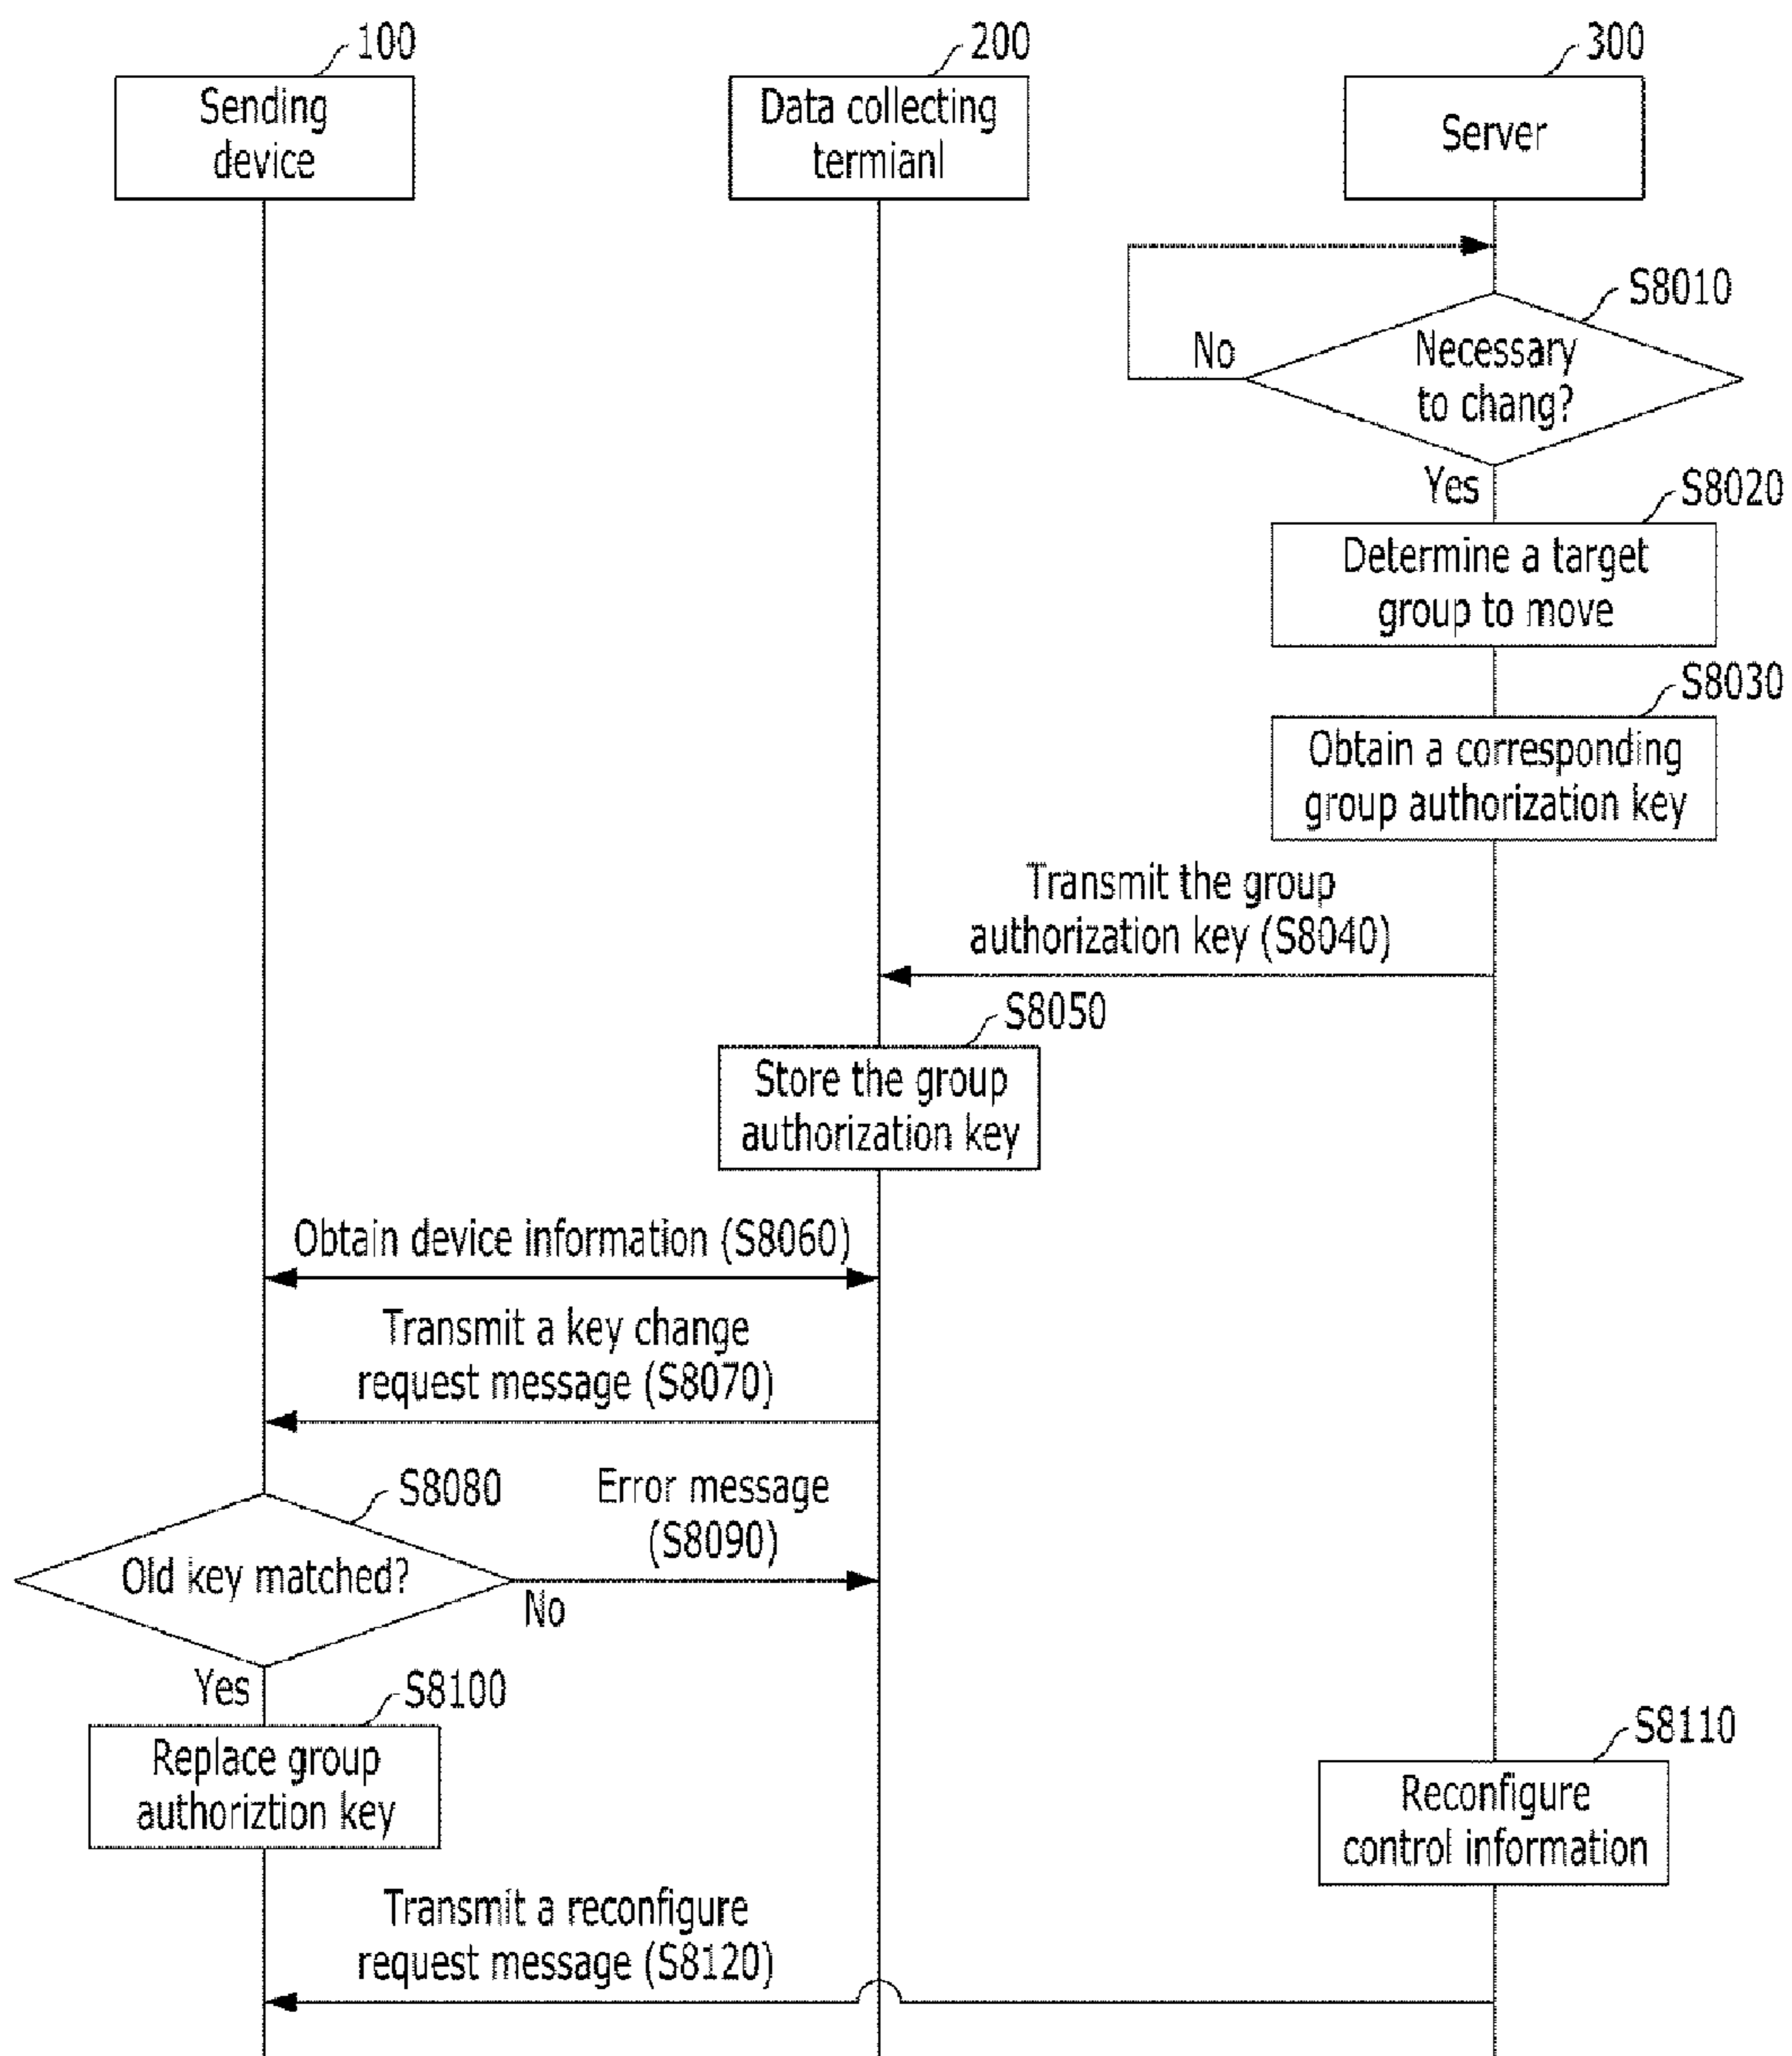 100
200
300
Sending
device
Data collecting
termianl
Server
S8010
No
Necessary
to chang?
Yes
S8020
Determine a target
group to move
S8030
Obtain a corresponding
group authorization key
Transmit the group
authorization key (S8040)
S8050
Store the group
authorization key
Obtain device information (S8060)
Transmit a key change
request message (S8070)
S8080
Error message
(S8090)
Old key matched?
No
Yes
S8100
Replace group
authoriztion key
S8110
Reconfigure
control information
Transmit a reconfigure
request message (S8120)